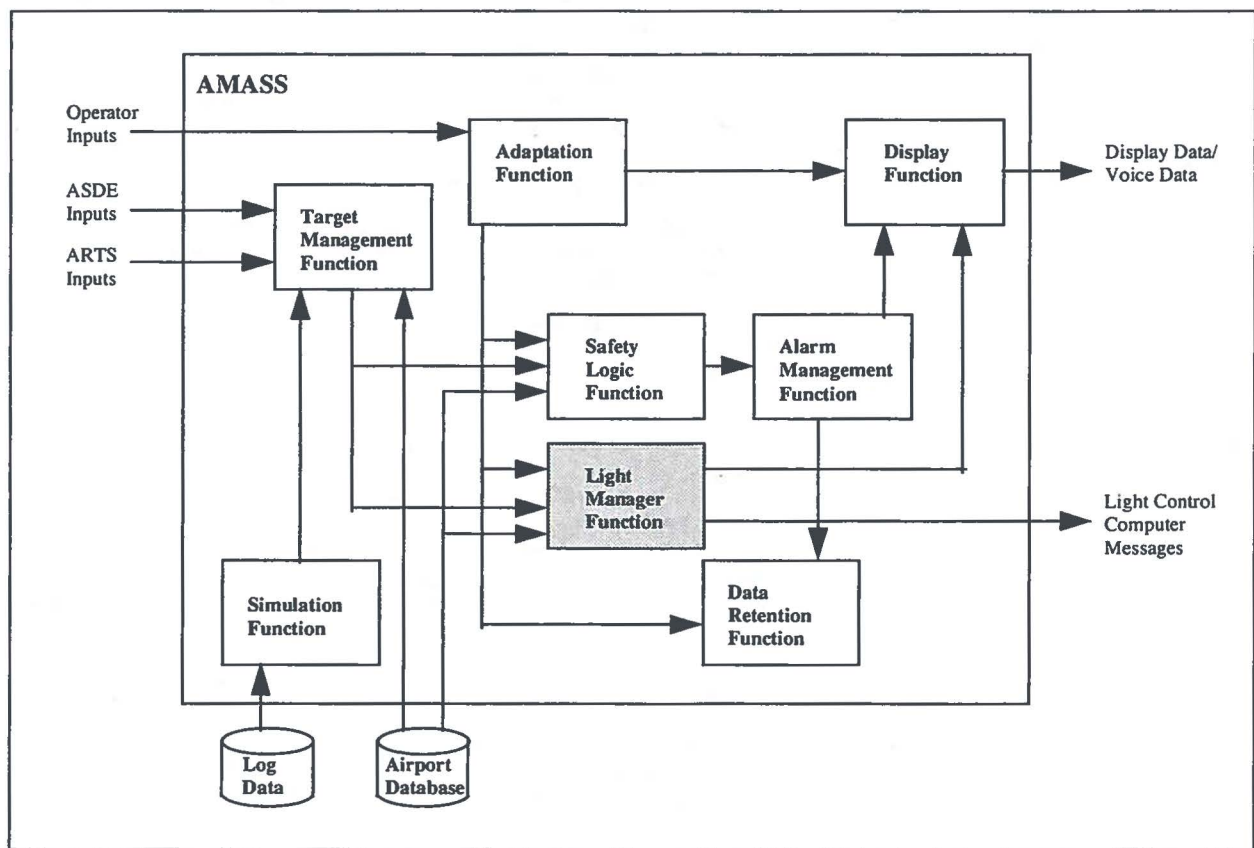 AMASS
Operator
Inputs
Adaptation
Function
Display
Function
Display Data/
Voice Data
ASDE
Inputs
Target
Management
Function
ARTS
Inputs
Safety
Logic
Function
Alarm
Management
Function
Light
Manager
Function
Light Control
Computer
Messages
Simulation
Function
Data
Retention
Function
Log
Data
Airport
Database